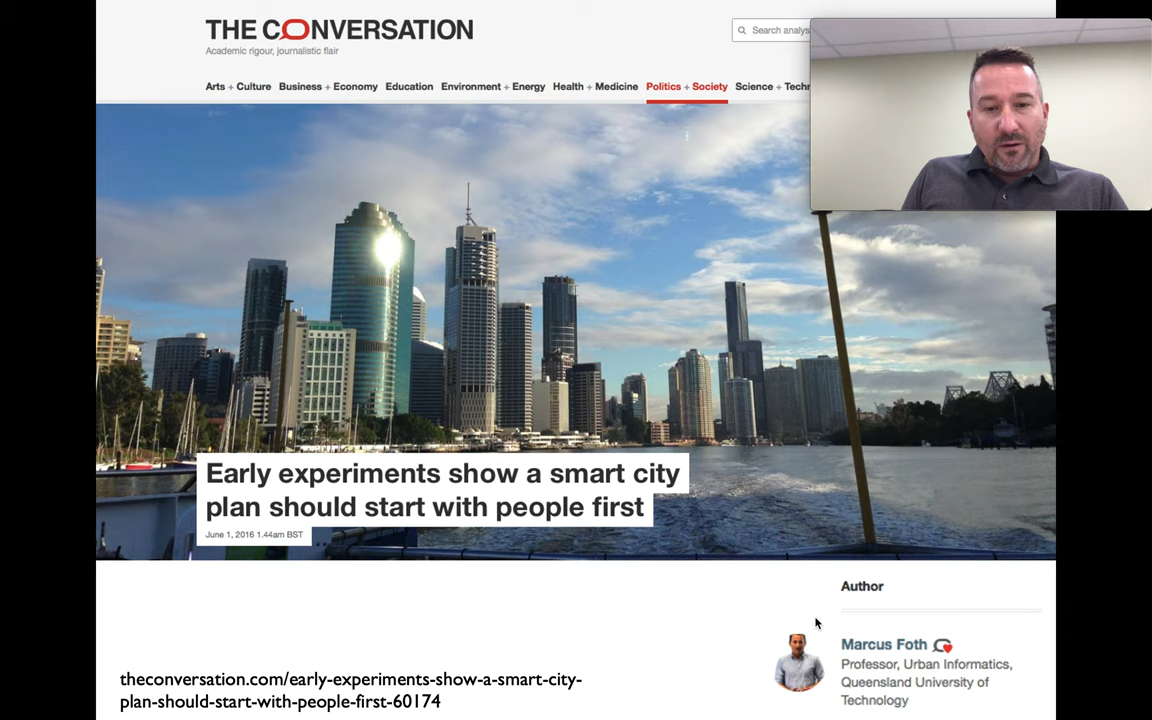 THE CONVERSATION
Academic rigour, journalistic flair
Search analys
Arts + Culture Business + Economy Education Environment + Energy Health + Medicine Politics + Society Science + Techn
Early experiments show a smart city
plan should start with people first
June 1, 2016 1.44am BST
Author
Marcus Foth
Professor, Urban Informatics,
Queensland University of
Technology
theconversation.com/early-experiments-show-a-smart-city-
plan-should-start-with-people-first-60174